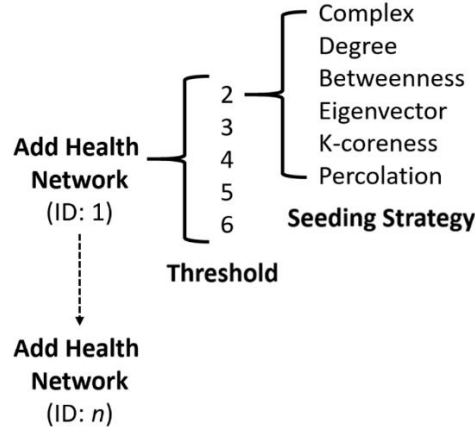 Add Health
Network
(ID: 1)
2
3
4
5
6
Threshold
Complex
Degree
Betweenness
Eigenvector
K-coreness
Percolation
Seeding Strategy
Add Health
Network
(ID: n)